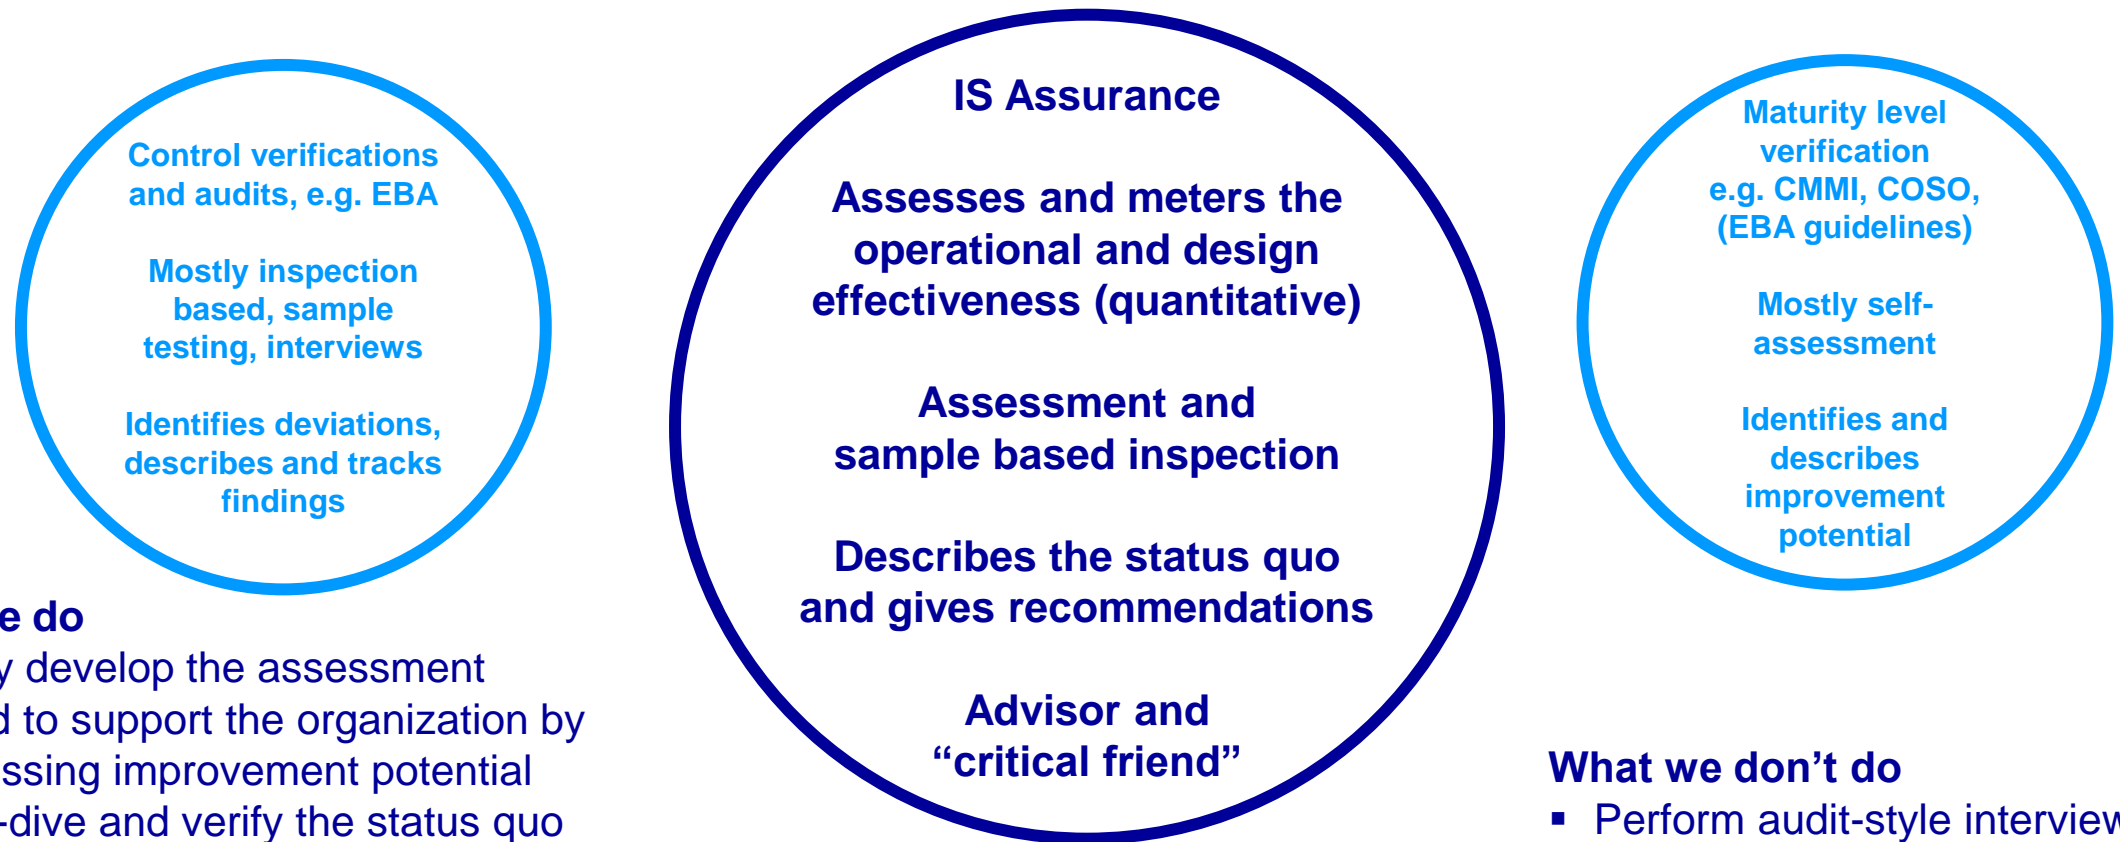 Control verifications
and audits, e.g. EBA
Mostly inspection
based, sample
testing, interviews
Identifies deviations,
describes and tracks
findings
IS Assurance
Assesses and meters the
operational and design
effectiveness (quantitative)
Assessment and
sample based inspection
Describes the status quo
and gives recommendations
Advisor and
“critical friend”
Maturity level
verification
e.g. CMMI, COSO,
(EBA guidelines)
Mostly self-
assessment
Identifies and
describes
improvement
potential
do
develop the assessment
to support the organization by
improvement potential
-dive and verify the status quo
What we don’t do
▪ Perform audit-style